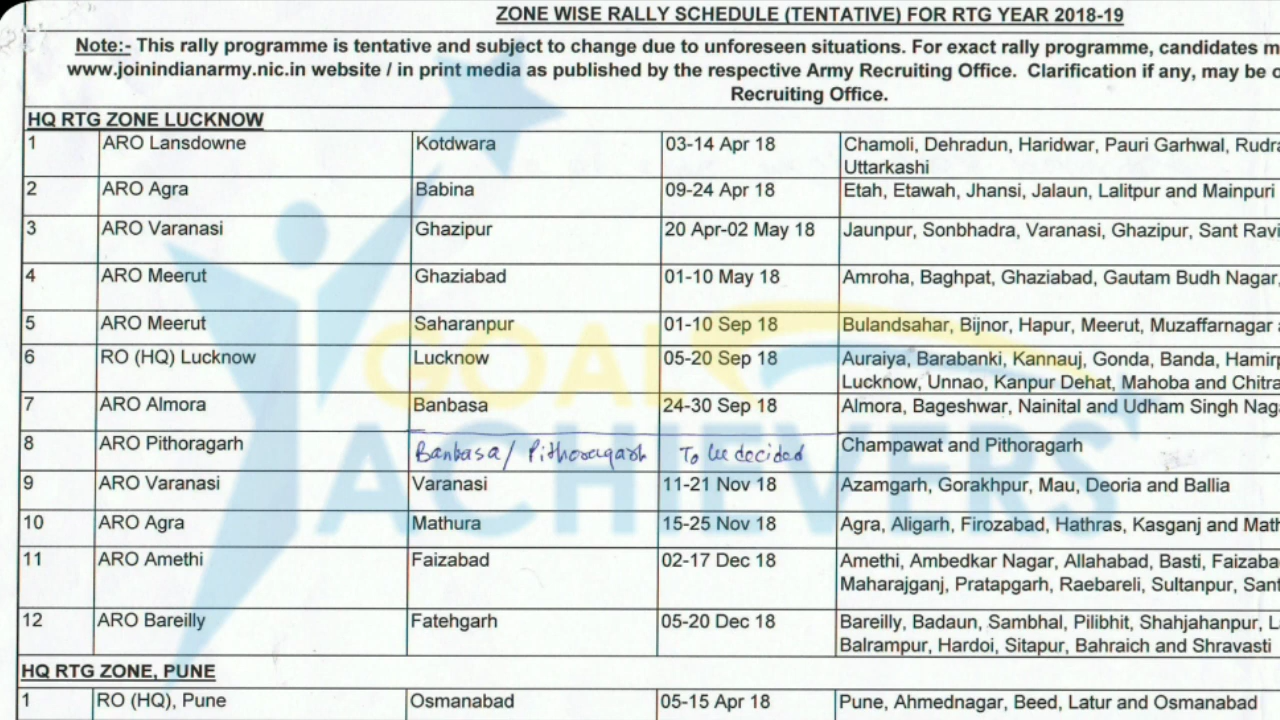 ZONE WISE RALLY SCHEDULE (TENTATIVE) FOR RTG YEAR 2018-19
Note:- This rally programme is tentative and subject to change due to unforeseen situations. For exact rally programme, candidates
www.joinindianarmy.nic.in website / in print media as published by the respective Army Recruiting Office. Clarification if any, may be
Recruiting Office.
HQ RTG ZONE LUCKNOW
1 ARO Lansdowne Kotdwara 03-14 Apr 18 Chamoli, Dehradun, Haridwar, Pauri Garhwal,
Uttarkashi
2 ARO Agra Babina 09-24 Apr 18 Etah, Etawah, Jhansi, Jalaun, Lalitpur and Mainpuri
3 ARO Varanasi Ghazipur 20 Apr-02 May 18 Jaunpur, Sonbhadra, Varanasi, Ghazipur, Sant
4 ARO Meerut Ghaziabad 01-10 May 18 Amroha, Baghpat, Ghaziabad, Gautam Budh Nagar,
5 ARO Meerut Saharanpur 01-10 Sep 18 Bulandsahar, Bijnor, Hapur, Meerut, Muzaffarnagar
6 RO (HQ) Lucknow Lucknow 05-20 Sep 18 Auraiya, Barabanki, Kannauj, Gonda, Banda,
Lucknow, Unnao, Kanpur Dehat, Mahoba and
7 ARO Almora Banbasa 24-30 Sep 18 Almora, Bageshwar, Nainital and Udham Singh
8 ARO Pithoragarh Banbasa/ Pithoragarh To be decided Champawat and Pithoragarh
9 ARO Varanasi Varanasi 11-21 Nov 18 Azamgarh, Gorakhpur, Mau, Deoria and Ballia
10 ARO Agra Mathura 15-25 Nov 18 Agra, Aligarh, Firozabad, Hathras, Kasganj and
11 ARO Amethi Faizabad 02-17 Dec 18 Amethi, Ambedkar Nagar, Allahabad, Basti,
Maharajganj, Pratapgarh, Raebareli, Sultanpur, Sant
12 ARO Bareilly Fatehgarh 05-20 Dec 18 Bareilly, Badaun, Sambhal, Pilibhit, Shahjahanpur,
Balrampur, Hardoi, Sitapur, Bahraich and Shravasti
HQ RTG ZONE, PUNE
1 RO (HQ), Pune Osmanabad 05-15 Apr 18 Pune, Ahmednagar, Beed, Latur and Osmanabad
GOAL
ACHIEVERS'